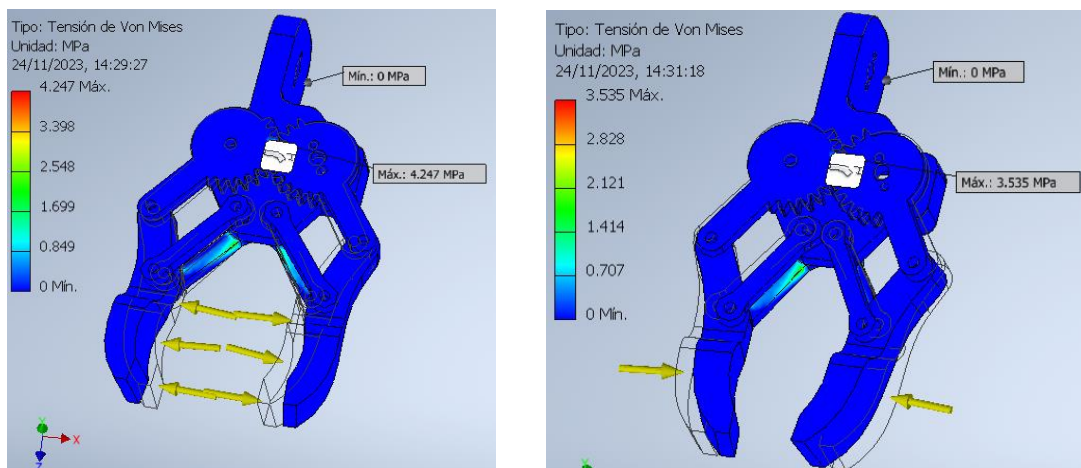 Tipo: Tensión de Von Mises
Unidad: MPa
24/11/2023, 14:29:27
4.247 Máx.
3.398
2.548
1.699
0.849
0 Mín.
Mín.: 0 MPa
Máx.: 4.247 MPa
Y
X
Z
Tipo: Tensión de Von Mises
Unidad: MPa
24/11/2023, 14:31:18
3.535 Máx.
2.828
2.121
1.414
0.707
0 Mín.
Mín.: 0 MPa
Máx.: 3.535 MPa